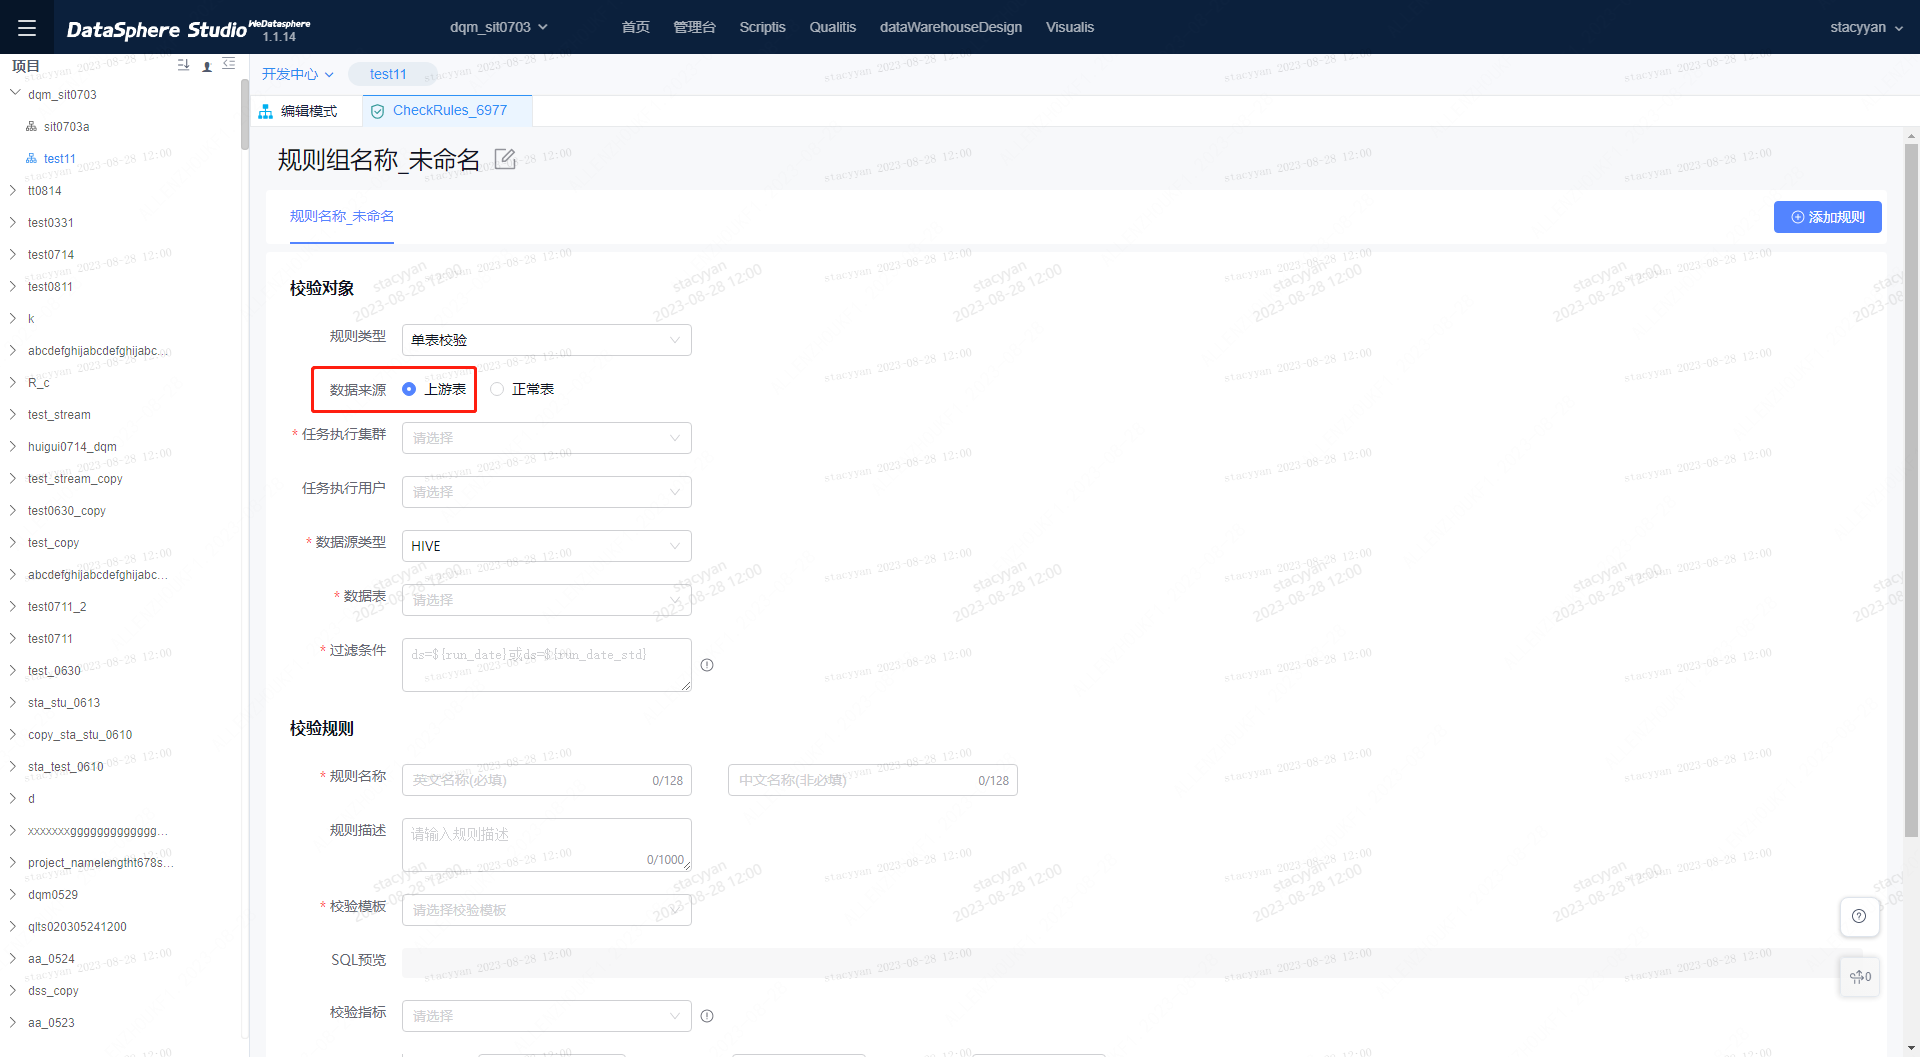 DataSphere Studio WeDatasphere 1.1.14
dqm_sit0703
首页 管理台 Scriptis Qualitis dataWarehouseDesign Visualis
stacyyan
项目
dqm_sit0703
sit0703a
test11
tt0814
test0331
test0714
test0811
k
abcdefghijabcdefghijabc...
R_c
test_stream
huigui0714_dqm
test_stream_copy
test0630_copy
test_copy
abcdefghijabcdefghijabc...
test0711_2
test0711
test_0630
sta_stu_0613
copy_sta_stu_0610
sta_test_0610
d
xxxxxxxggggggggggggg...
project_namelengtht678s...
dqm0529
qlts020305241200
aa_0524
dss_copy
aa_0523
开发中心 test11
编辑模式 CheckRules_6977
规则组名称_未命名
规则名称_未命名
添加规则
校验对象
规则类型 单表校验
数据来源 上游表 正常表
* 任务执行集群 请选择
任务执行用户 请选择
* 数据源类型 HIVE
* 数据表 请选择
* 过滤条件 ds=${run_date}或ds=${run_date_std}
校验规则
* 规则名称 英文名称(必填) 0/128 中文名称(非必填) 0/128
规则描述 请输入规则描述 0/1000
* 校验模板 请选择校验模板
SQL预览
校验指标 请选择
0
stacyyan 2023-08-28 12:00